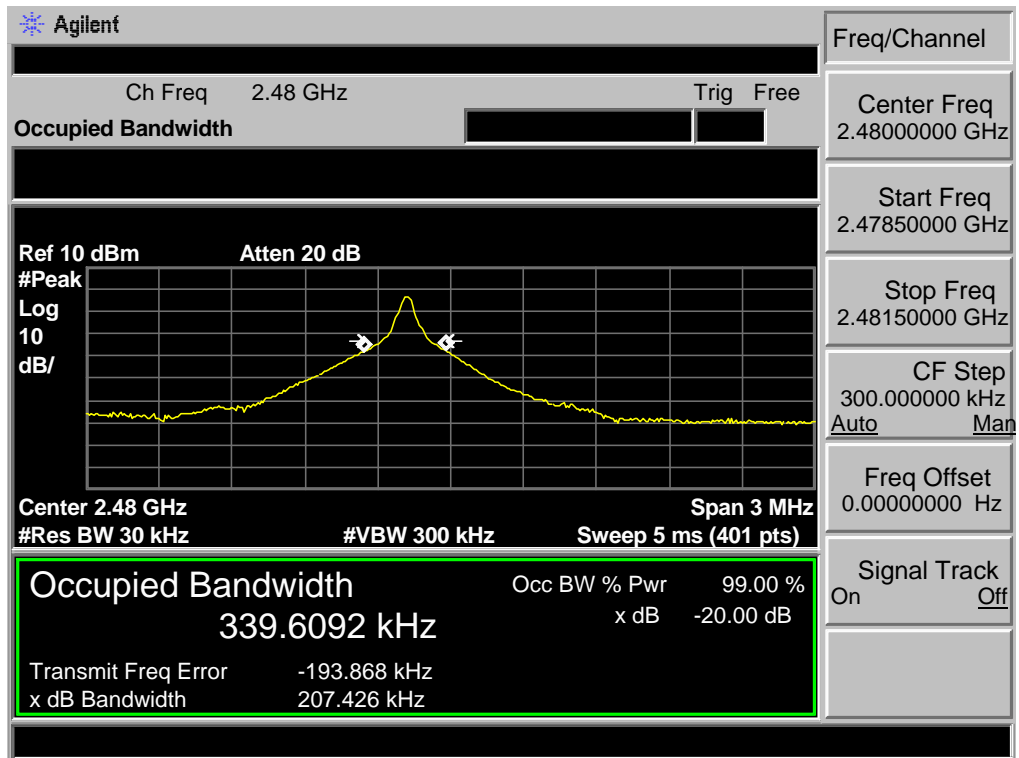 Agilent
Freq/Channel
Ch Freq 2.48 GHz Trig Free
Occupied Bandwidth
Center Freq
2.48000000 GHz
Start Freq
2.47850000 GHz
Ref 10 dBm Atten 20 dB
#Peak
Log
10
dB/
Stop Freq
2.48150000 GHz
CF Step
300.000000 kHz
Auto Man
Freq Offset
0.00000000 Hz
Center 2.48 GHz Span 3 MHz
#Res BW 30 kHz #VBW 300 kHz Sweep 5 ms (401 pts)
Signal Track
On Off
Occupied Bandwidth
339.6092 kHz
Occ BW % Pwr 99.00 %
x dB -20.00 dB
Transmit Freq Error -193.868 kHz
x dB Bandwidth 207.426 kHz